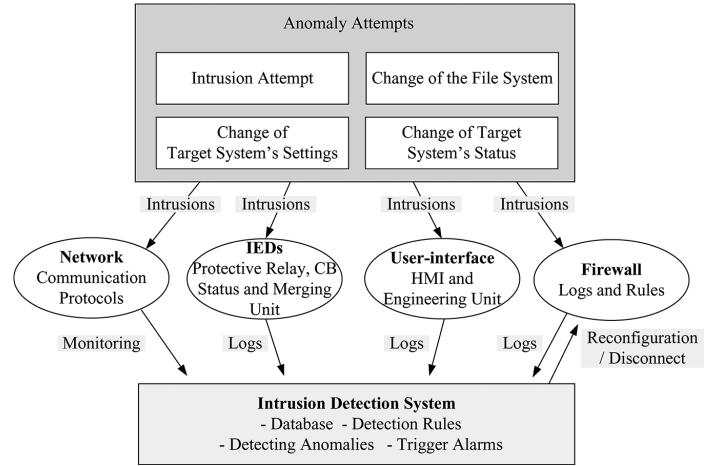 Anomaly Attempts
Intrusion Attempt
Change of the File System
Change of
Target System's Settings
Change of Target
System's Status
Intrusions
Intrusions
Intrusions
Intrusions
Network
Communication
Protocols
IEDs
Protective Relay, CB
Status and Merging
Unit
User-interface
HMI and
Engineering Unit
Firewall
Logs and Rules
Monitoring
Logs
Logs
Logs
Reconfiguration
/ Disconnect
Intrusion Detection System
- Database - Detection Rules
- Detecting Anomalies - Trigger Alarms